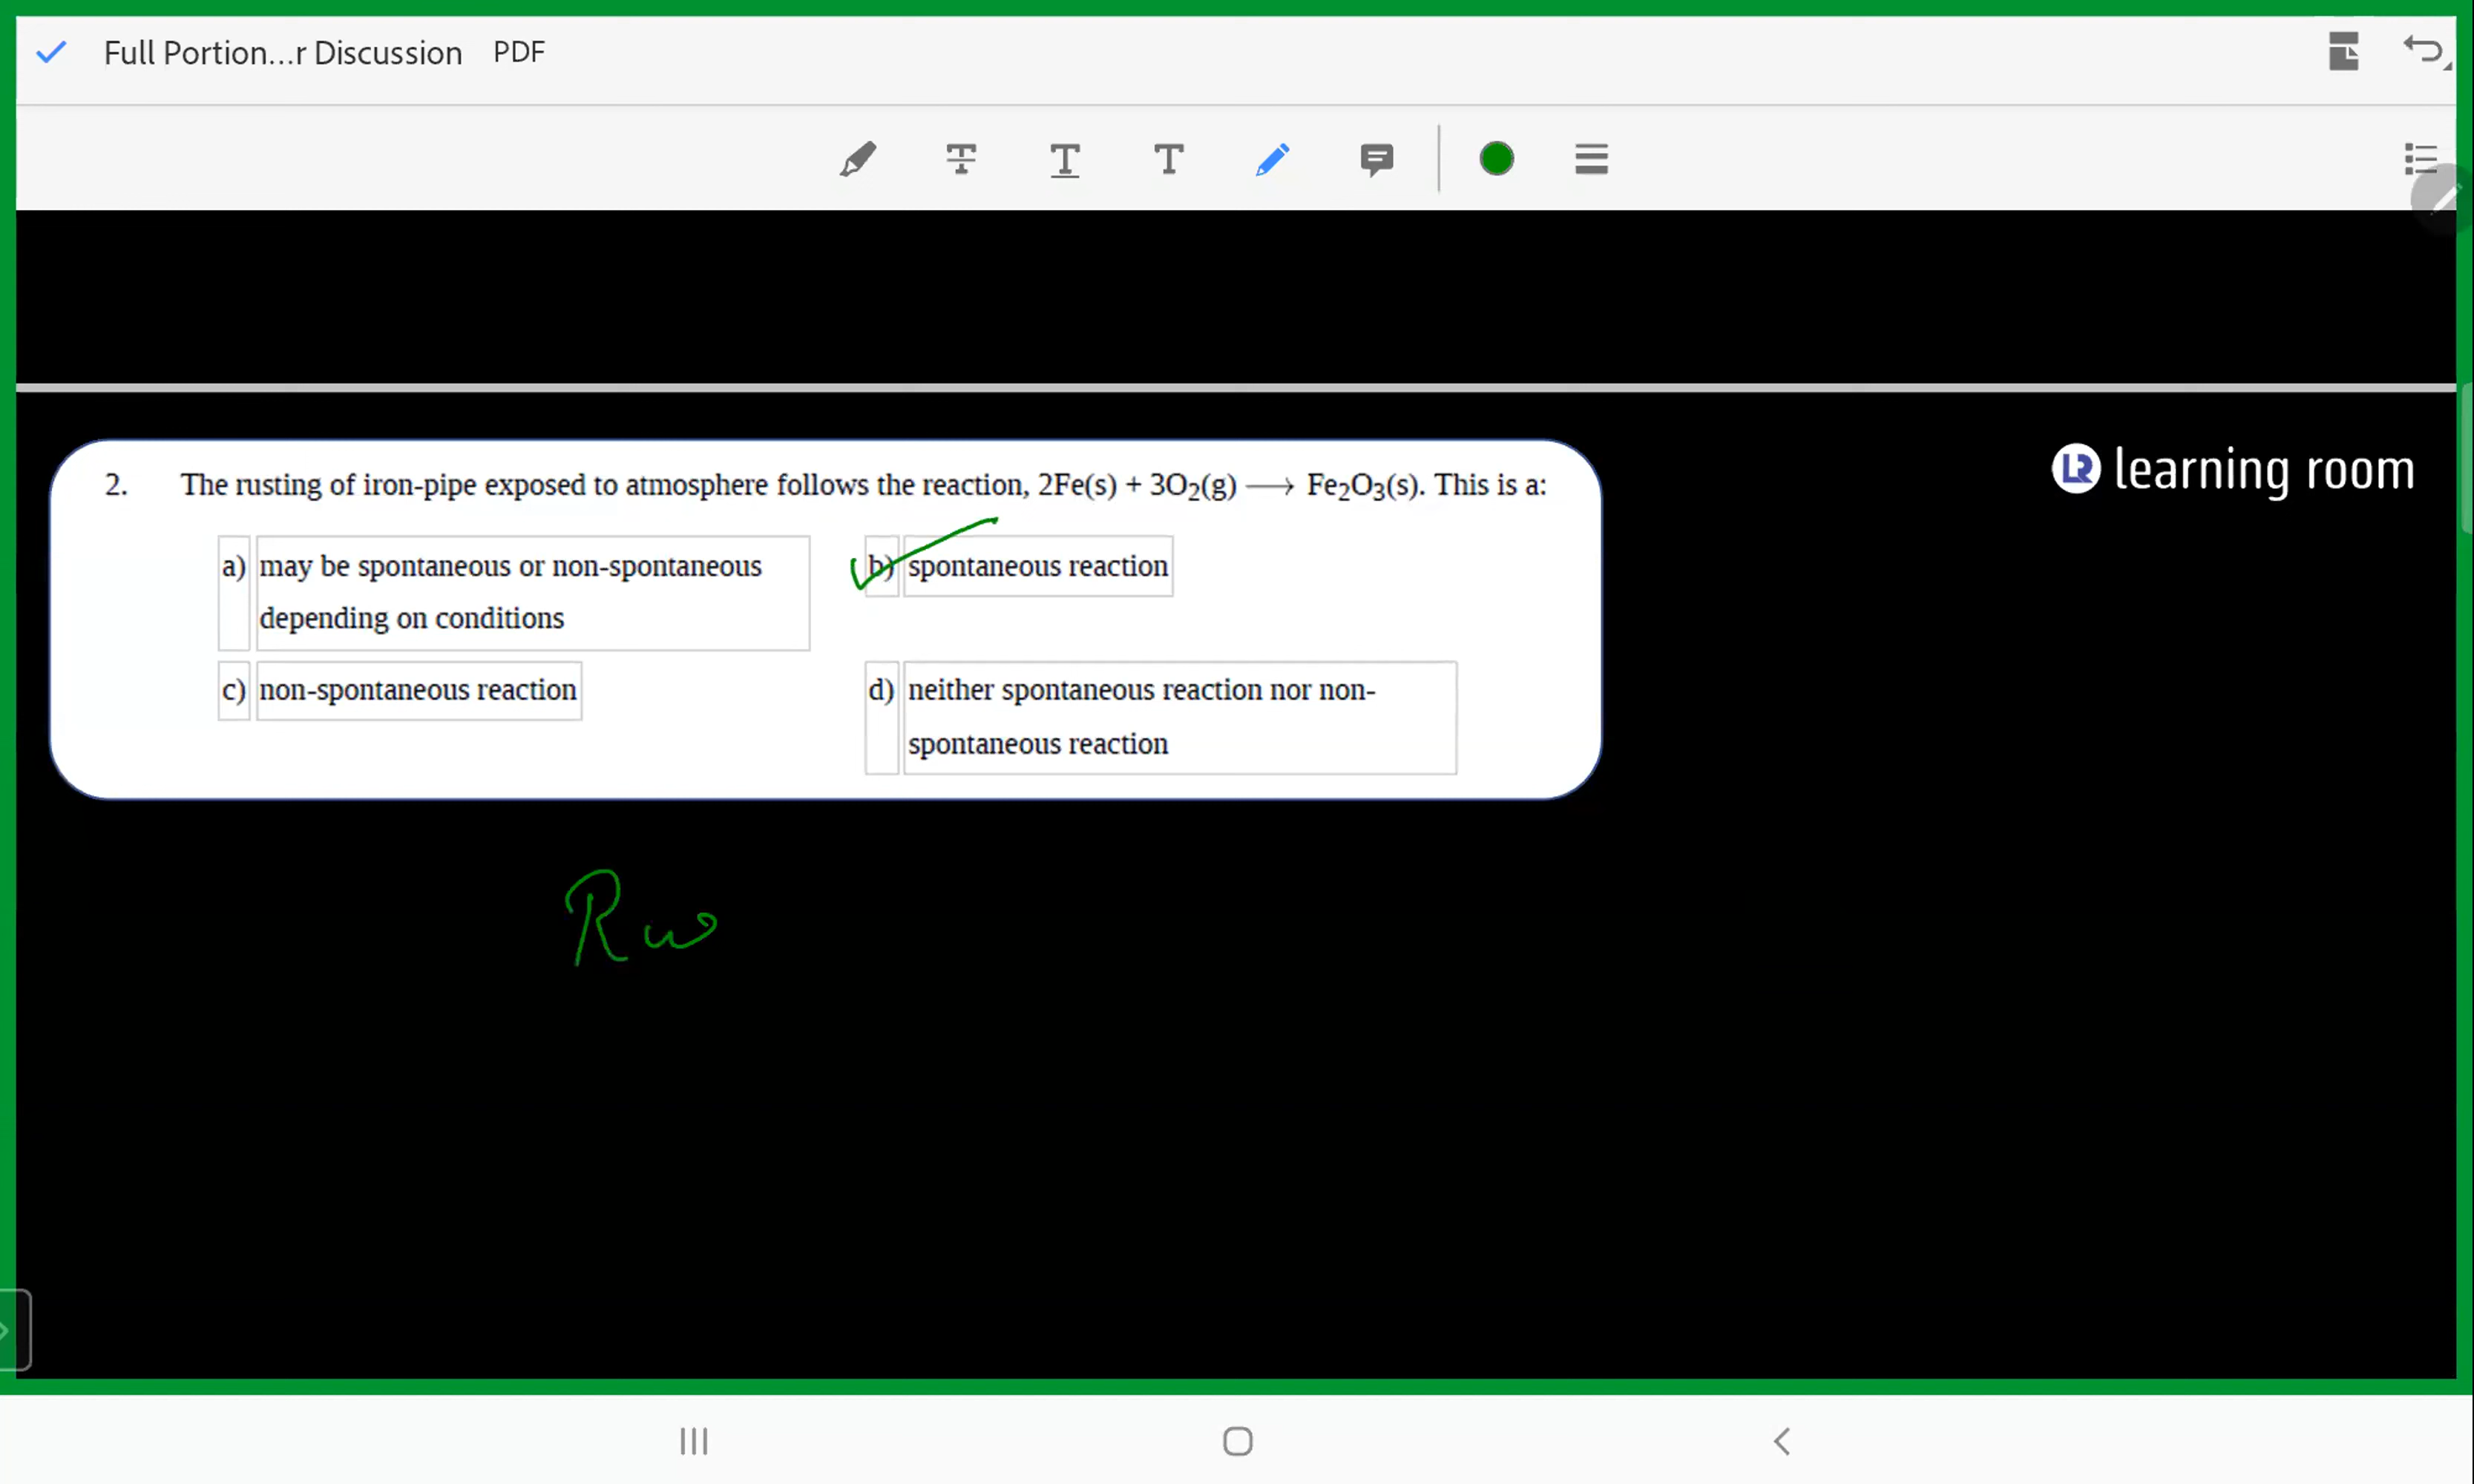 Full Portion...r Discussion PDF
learning room
2. The rusting of iron-pipe exposed to atmosphere follows the reaction, 2Fe(s) + 3O₂(g) ⟶ Fe₂O₃(s). This is a:
a) may be spontaneous or non-spontaneous
depending on conditions
b) spontaneous reaction
c) non-spontaneous reaction
d) neither spontaneous reaction nor non-
spontaneous reaction